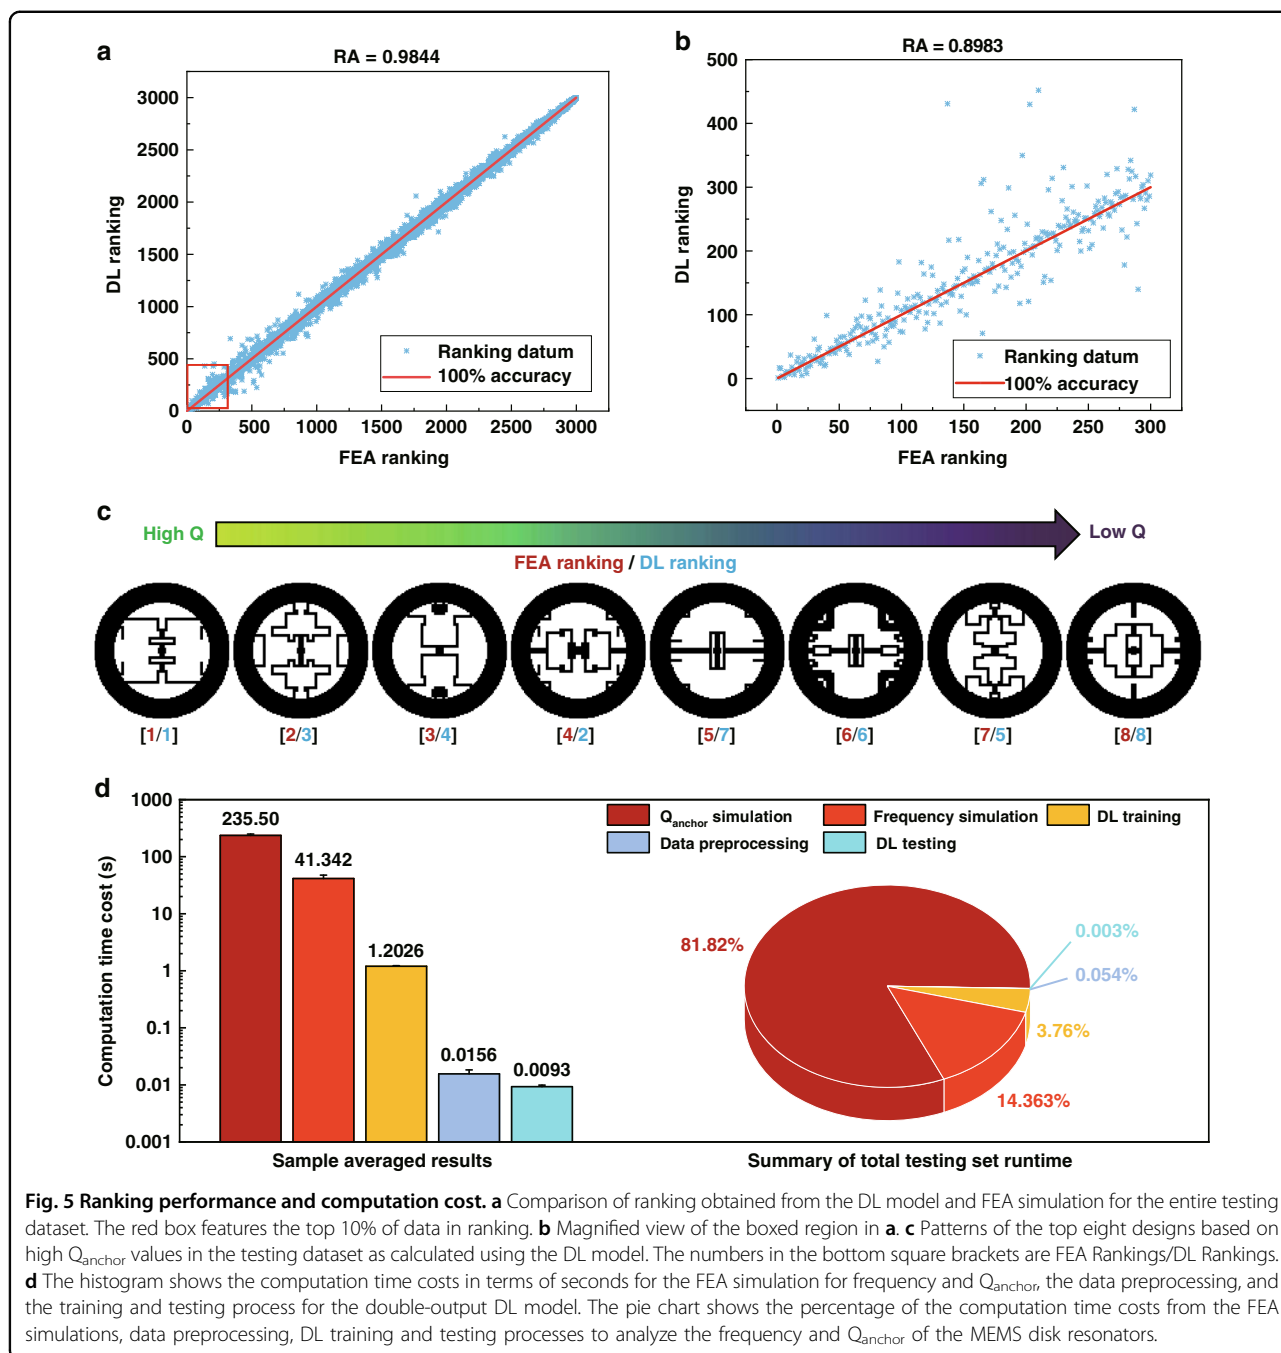 a
RA = 0.9844
3000
2500
2000
1500
1000
500
0
DL ranking
Ranking datum
100% accuracy
0 500 1000 1500 2000 2500 3000
FEA ranking
b
RA = 0.8983
500
400
300
200
100
0
DL ranking
Ranking datum
100% accuracy
0 50 100 150 200 250 300
FEA ranking
c
High Q
Low Q
FEA ranking / DL ranking
[1/1] [2/3] [3/4] [4/2] [5/7] [6/6] [7/5] [8/8]
d
1000
100
10
1
0.1
0.01
0.001
Computation time cost (s)
235.50
41.342
1.2026
0.0156
0.0093
Sample averaged results
Qanchor simulation Frequency simulation DL training
Data preprocessing DL testing
81.82%
0.003%
0.054%
3.76%
14.363%
Summary of total testing set runtime
Fig. 5 Ranking performance and computation cost. a Comparison of ranking obtained from the DL model and FEA simulation for the entire testing
dataset. The red box features the top 10% of data in ranking. b Magnified view of the boxed region in a. c Patterns of the top eight designs based on
high Qanchor values in the testing dataset as calculated using the DL model. The numbers in the bottom square brackets are FEA Rankings/DL Rankings.
d The histogram shows the computation time costs in terms of seconds for the FEA simulation for frequency and Qanchor, the data preprocessing, and
the training and testing process for the double-output DL model. The pie chart shows the percentage of the computation time costs from the FEA
simulations, data preprocessing, DL training and testing processes to analyze the frequency and Qanchor of the MEMS disk resonators.